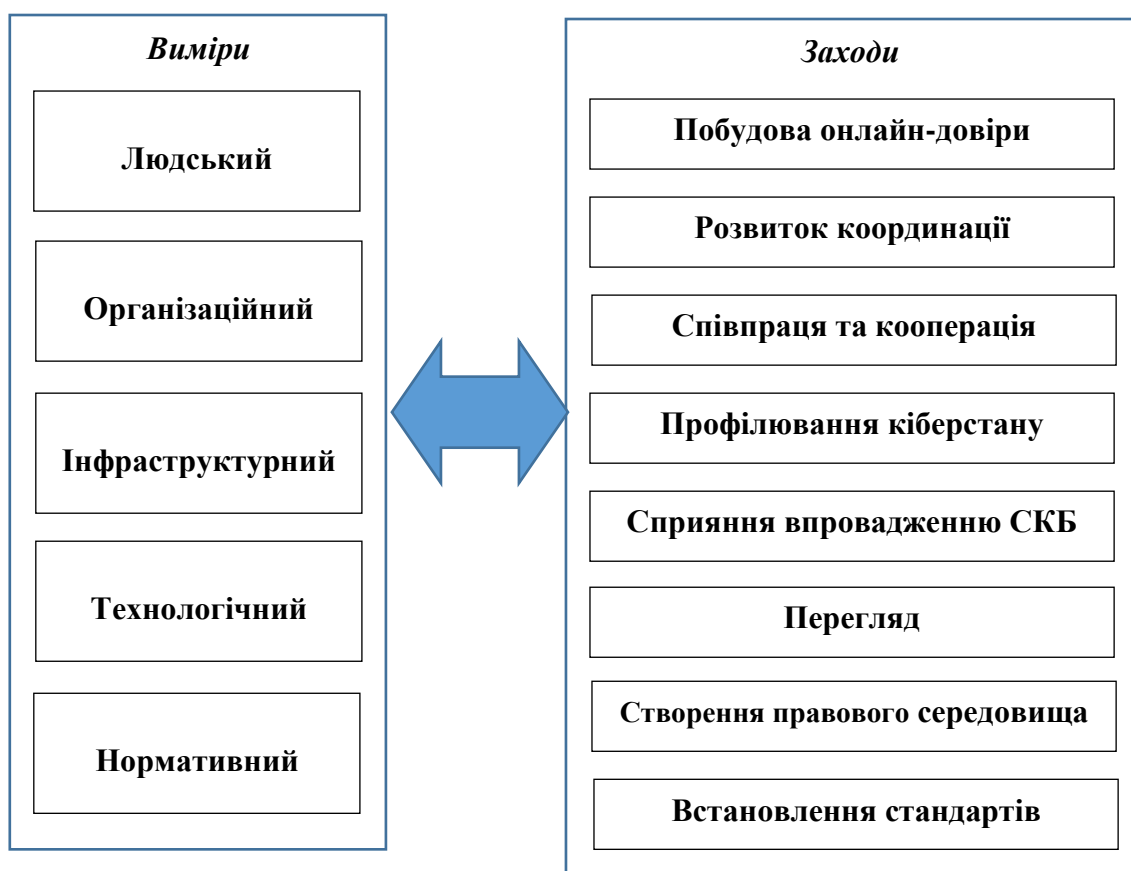 Виміри
Людський
Організаційний
Інфраструктурний
Технологічний
Нормативний
Заходи
Побудова онлайн-довіри
Розвиток координації
Співпраця та кооперація
Профілювання кіберстану
Сприяння впровадженню СКБ
Перегляд
Створення правового середовища
Встановлення стандартів